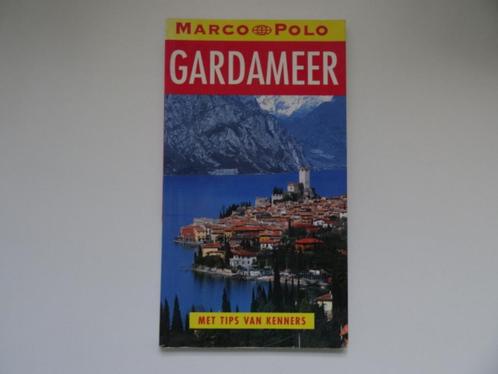 MARCO POLO
GARDAMEER
MET TIPS VAN KENNERS